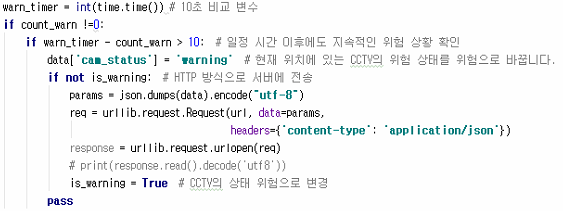 warn_timer = int(time.time()) # 10초 비교 변수
if count_warn !=0:
if warn_timer - count_warn > 10: # 일정 시간 이후에도 지속적인 위험 상황 확인
data['cam_status'] = 'warning' # 현재 위치에 있는 CCTV의 위험 상태를 위험으로 바꿉니다.
if not is_warning: # HTTP 방식으로 서버에 전송
params = json.dumps(data).encode("utf-8")
req = urllib.request.Request(url, data=params,
headers={'content-type': 'application/json'})
response = urllib.request.urlopen(req)
# print(response.read().decode('utf8'))
is_warning = True # CCTV의 상태 위험으로 변경
pass